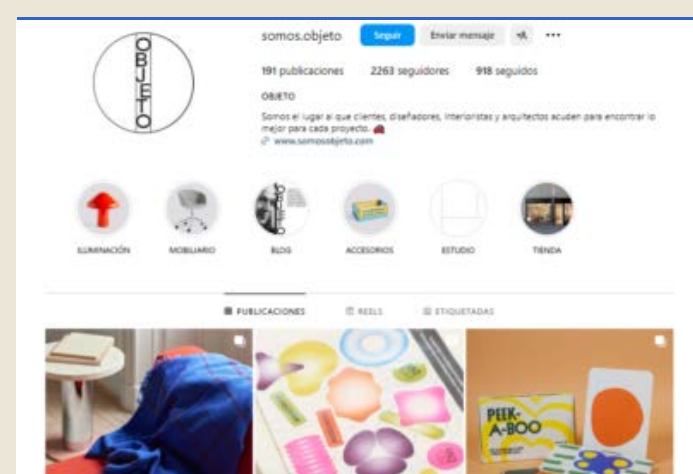 OBJETO
somos.objeto Seguir Enviar mensaje
191 publicaciones 2263 seguidores 918 seguidos
OBJETO
Somos el lugar al que clientes, diseñadores, interioristas y arquitectos acuden para encontrar lo
mejor para cada proyecto.
www.somosobjeto.com
ILUMINACIÓN MOBILIARIO BLOG ACCESORIOS ESTUDIO TIENDA
PUBLICACIONES REELS ETIQUETADAS
PEEK-
A-BOO